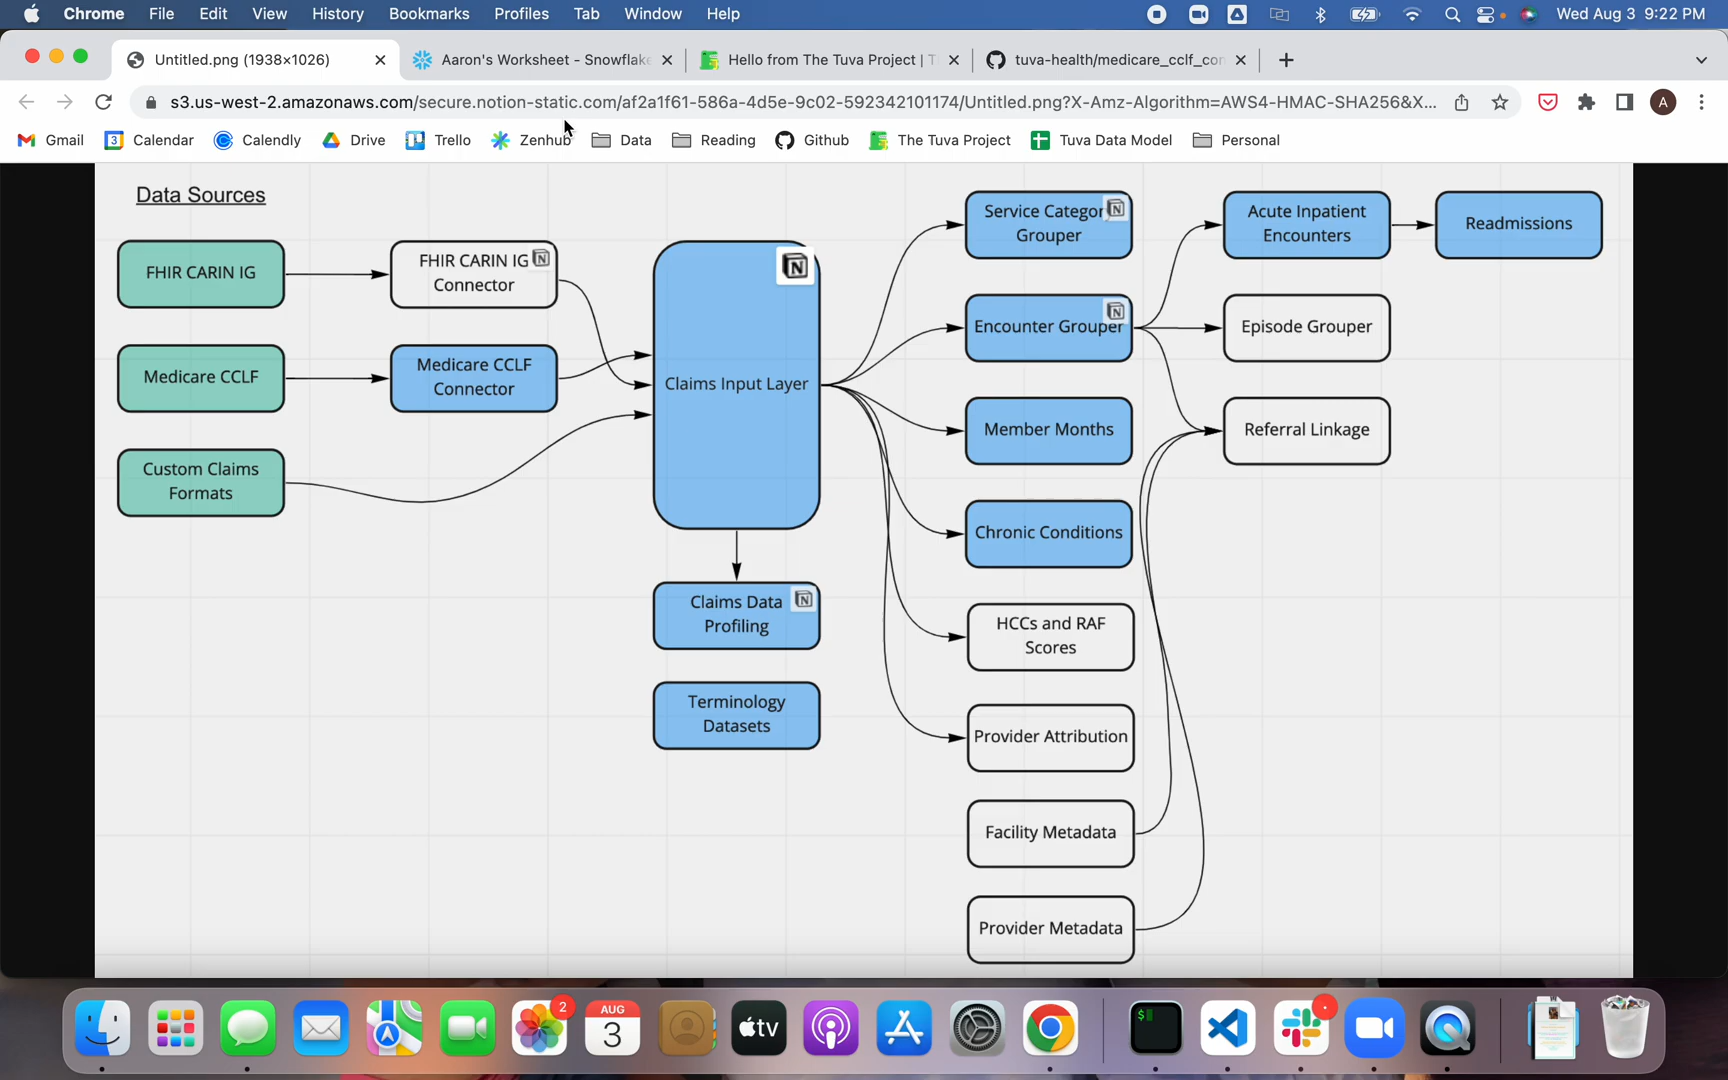 Chrome File Edit View History Bookmarks Profiles Tab Window Help
Wed Aug 3 9:22 PM
Untitled.png (1938×1026)
Aaron's Worksheet - Snowflake
Hello from The Tuva Project | T
tuva-health/medicare_cclf_con
s3.us-west-2.amazonaws.com/secure.notion-static.com/af2a1f61-586a-4d5e-9c02-592342101174/Untitled.png?X-Amz-Algorithm=AWS4-HMAC-SHA256&X...
A
Gmail
3
Calendar
Calendly
Drive
Trello
Zenhub
Data
Reading
Github
The Tuva Project
Tuva Data Model
Personal
Data Sources
FHIR CARIN IG
Medicare CCLF
Custom Claims
Formats
FHIR CARIN IG
Connector
Medicare CCLF
Connector
Claims Input Layer
Claims Data
Profiling
Terminology
Datasets
Service Categor
Grouper
Encounter Grouper
Member Months
Chronic Conditions
HCCs and RAF
Scores
Provider Attribution
Facility Metadata
Provider Metadata
Acute Inpatient
Encounters
Episode Grouper
Referral Linkage
Readmissions
2
AUG
3
tv
$